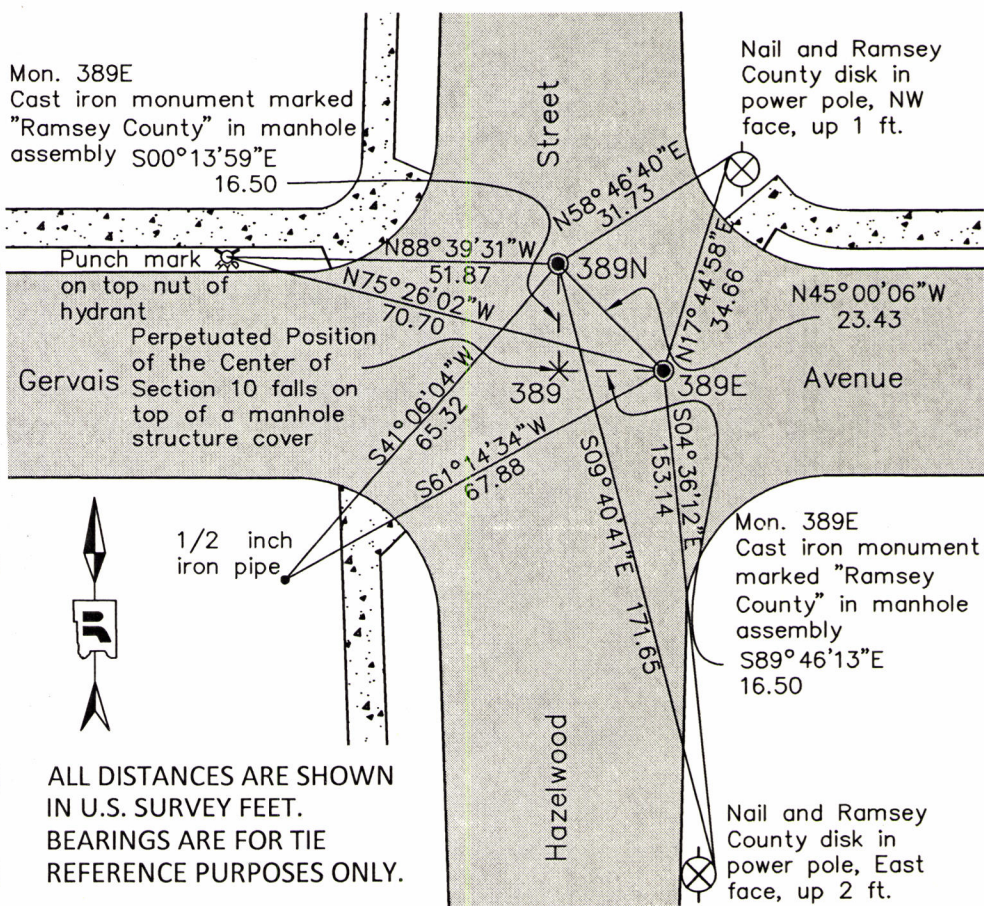 Mon. 389E
Cast iron monument marked
"Ramsey County" in manhole
assembly S00°13'59"E
16.50
Street
Nail and Ramsey
County disk in
power pole, NW
face, up 1 ft.
N58°46'40"E
31.73
N88°39'31"W
51.87
389N
Punch mark
on top nut of
hydrant
N75°26'02"W
70.70
N17°44'58"E
34.66
N45°00'06"W
23.43
Perpetuated Position
of the Center of
Section 10 falls on
top of a manhole
structure cover
Gervais
389
389E
Avenue
S41°06'04"W
65.32
S61°14'34"W
67.88
S09°40'41"E 171.65
S04°36'12"E
153.14
1/2 inch
iron pipe
Mon. 389E
Cast iron monument
marked "Ramsey
County" in manhole
assembly
S89°46'13"E
16.50
R
Hazelwood
ALL DISTANCES ARE SHOWN
IN U.S. SURVEY FEET.
BEARINGS ARE FOR TIE
REFERENCE PURPOSES ONLY.
Nail and Ramsey
County disk in
power pole, East
face, up 2 ft.